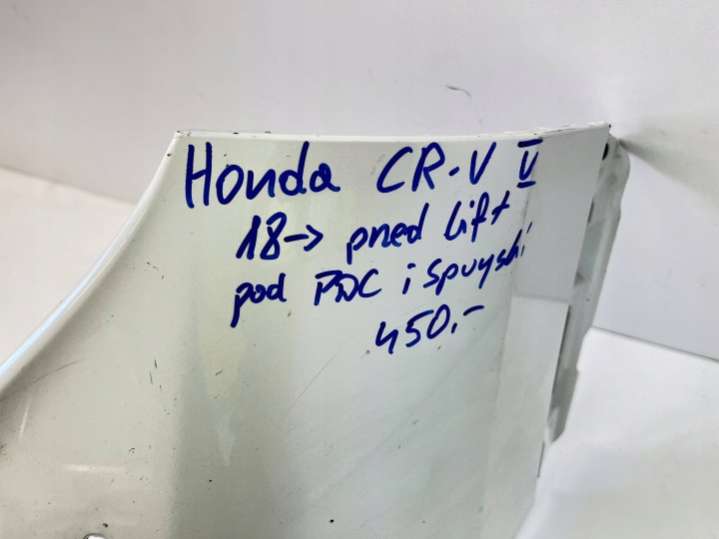 Honda CR-V V
18-> przed Lift
pod PDC i spryski
450.-